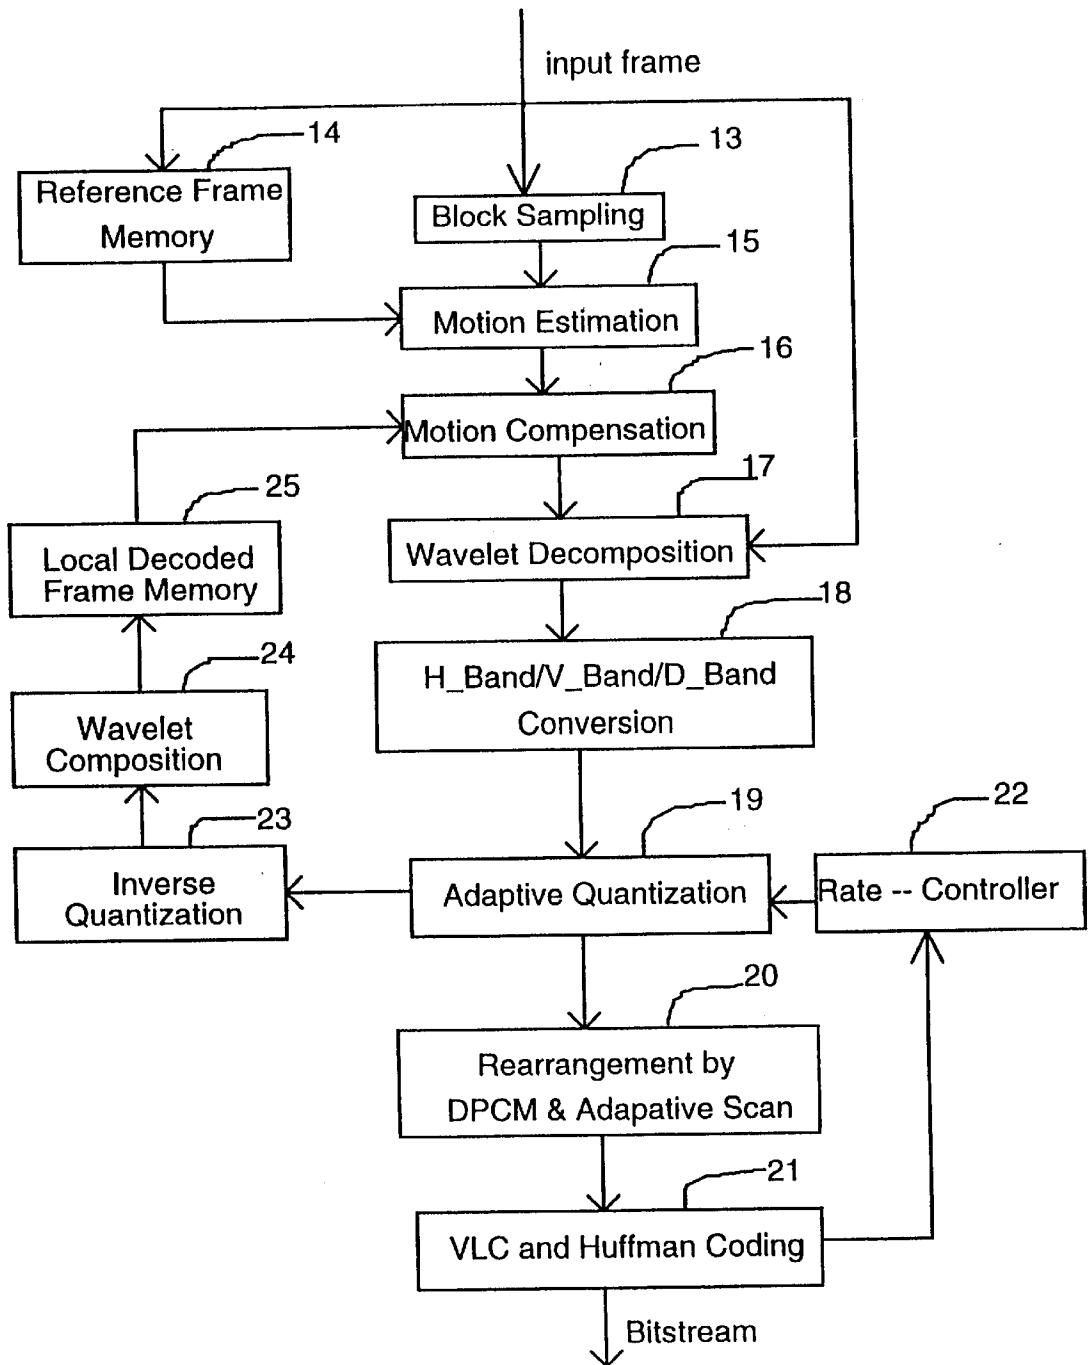 input frame
14
13
Reference Frame
Memory
Block Sampling
15
Motion Estimation
16
Motion Compensation
17
25
Local Decoded
Frame Memory
Wavelet Decomposition
18
24
H_Band/V_Band/D_Band
Conversion
Wavelet
Composition
19
22
23
Inverse
Quantization
Adaptive Quantization
Rate -- Controller
20
Rearrangement by
DPCM & Adapative Scan
21
VLC and Huffman Coding
Bitstream